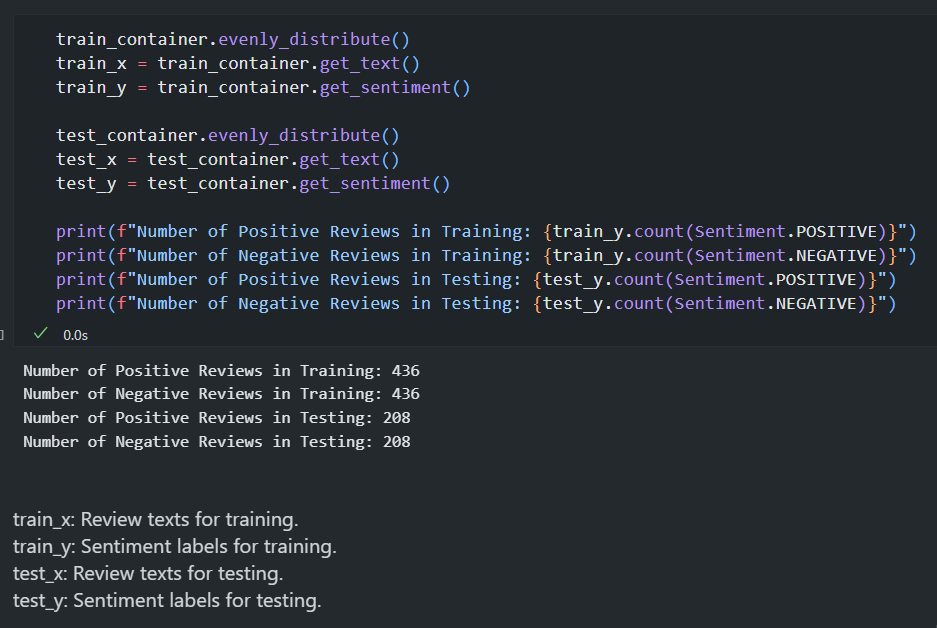 train_container.evenly_distribute()
train_x = train_container.get_text()
train_y = train_container.get_sentiment()
test_container.evenly_distribute()
test_x = test_container.get_text()
test_y = test_container.get_sentiment()
print(f"Number of Positive Reviews in Training: {train_y.count(Sentiment.POSITIVE)}")
print(f"Number of Negative Reviews in Training: {train_y.count(Sentiment.NEGATIVE)}")
print(f"Number of Positive Reviews in Testing: {test_y.count(Sentiment.POSITIVE)}")
print(f"Number of Negative Reviews in Testing: {test_y.count(Sentiment.NEGATIVE)}")
] ✓ 0.0s
Number of Positive Reviews in Training: 436
Number of Negative Reviews in Training: 436
Number of Positive Reviews in Testing: 208
Number of Negative Reviews in Testing: 208
train_x: Review texts for training.
train_y: Sentiment labels for training.
test_x: Review texts for testing.
test_y: Sentiment labels for testing.